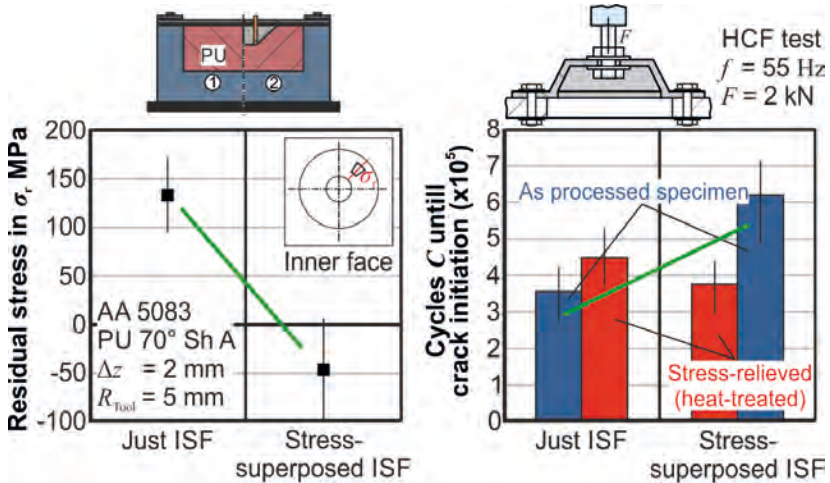 PU
1
2
F
HCF test
f = 55 Hz
F = 2 kN
Residual stress in σr, MPa
200
150
100
50
0
-50
-100
σr
Inner face
AA 5083
PU 70° Sh A
Δz = 2 mm
RTool = 5 mm
Just ISF
Stress-
superposed ISF
Cycles C untill
crack initiation (x10⁵)
8
7
6
5
4
3
2
1
0
As processed specimen
Stress-relieved
(heat-treated)
Just ISF
Stress-
superposed ISF